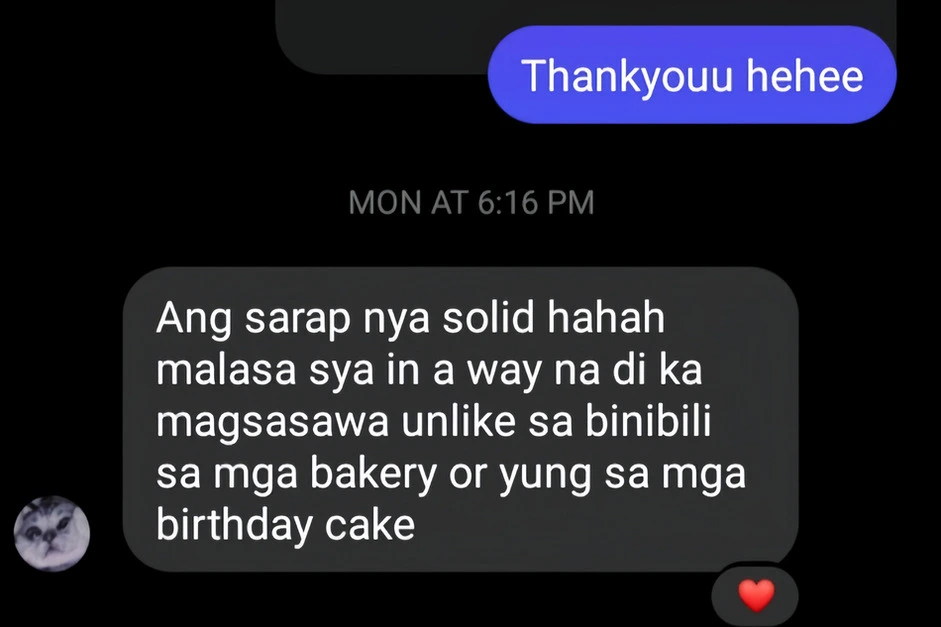 Thankyouu hehee
MON AT 6:16 PM
Ang sarap nya solid hahah
malasa sya in a way na di ka
magsasawa unlike sa binibili
sa mga bakery or yung sa mga
birthday cake